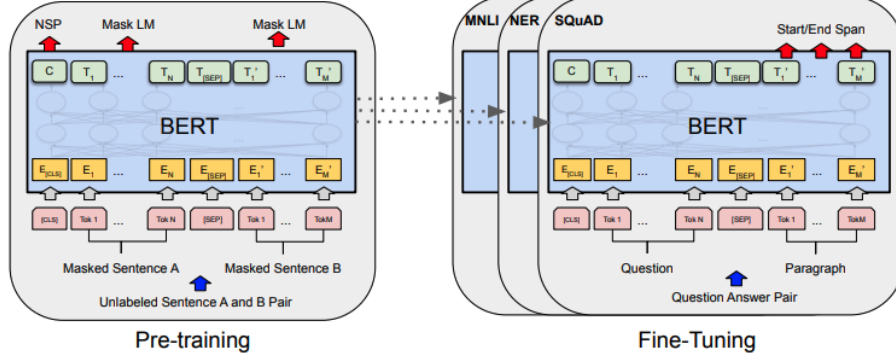 NSP Mask LM Mask LM
C T1 ... TN T[SEP] T1' ... TM'
BERT
E[CLS] E1 ... EN E[SEP] E1' ... EM'
[CLS] Tok 1 ... Tok N [SEP] Tok 1 ... TokM
Masked Sentence A Masked Sentence B
Unlabeled Sentence A and B Pair
Pre-training
MNLI NER SQuAD
Start/End Span
C T1 ... TN T[SEP] T1' ... TM'
BERT
E[CLS] E1 ... EN E[SEP] E1' ... EM'
[CLS] Tok 1 ... Tok N [SEP] Tok 1 ... TokM
Question Paragraph
Question Answer Pair
Fine-Tuning